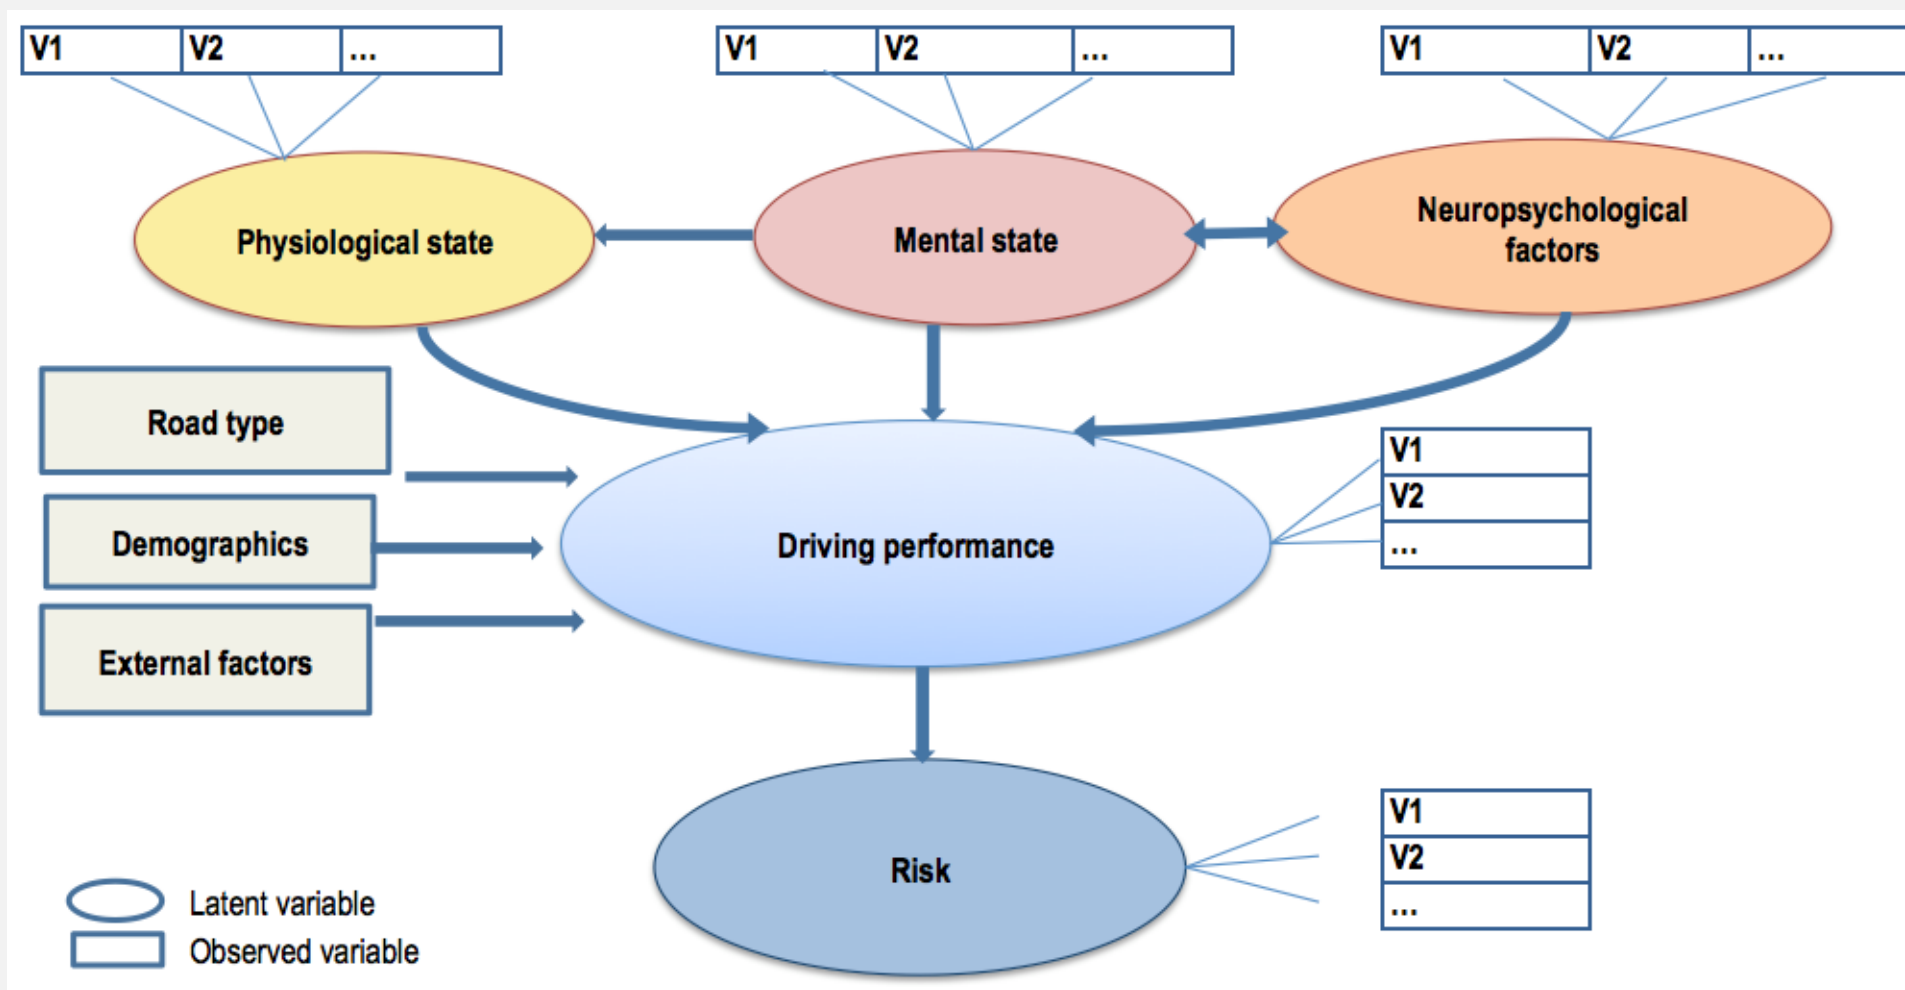 V1 V2 ...
V1 V2 ...
V1 V2 ...
Physiological state
Mental state
Neuropsychological
factors
Road type
Demographics
External factors
Driving performance
V1
V2
...
Risk
V1
V2
...
Latent variable
Observed variable